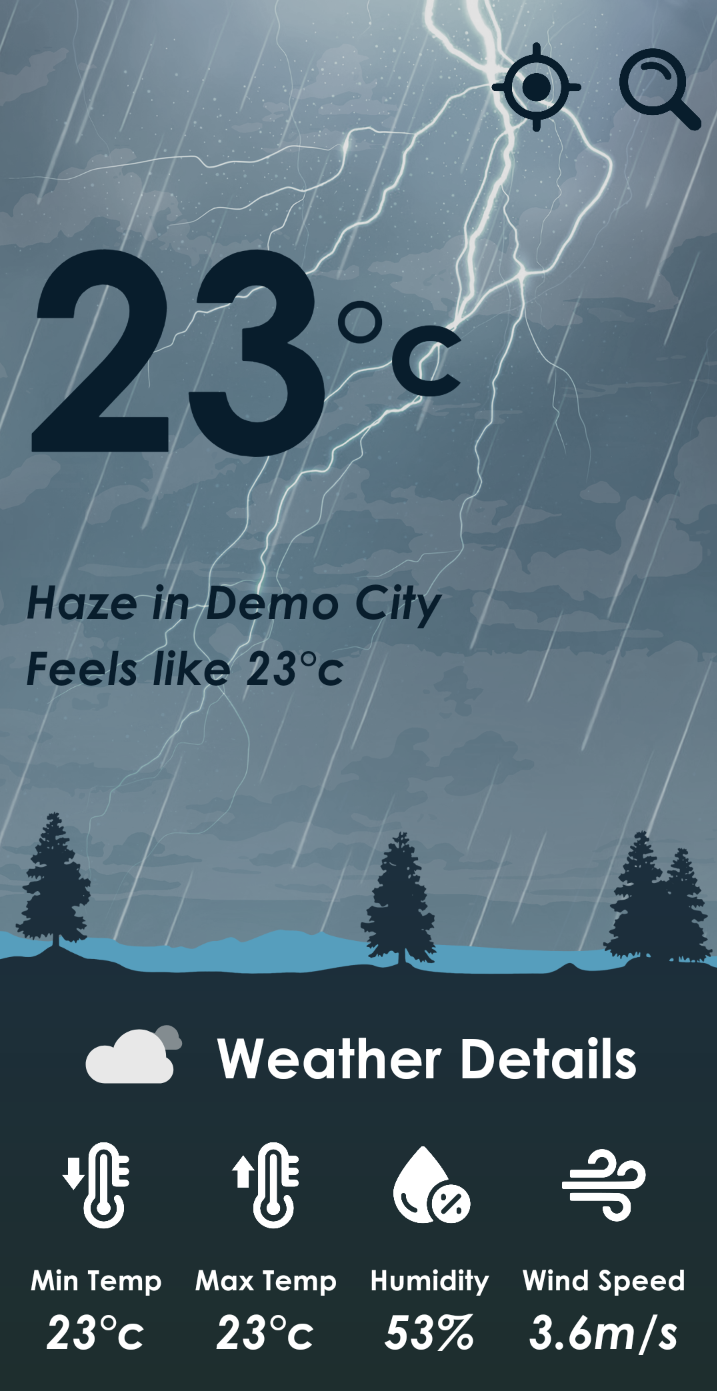 23°c
Haze in Demo City
Feels like 23°c
Weather Details
Min Temp Max Temp Humidity Wind Speed
23°c 23°c 53% 3.6m/s